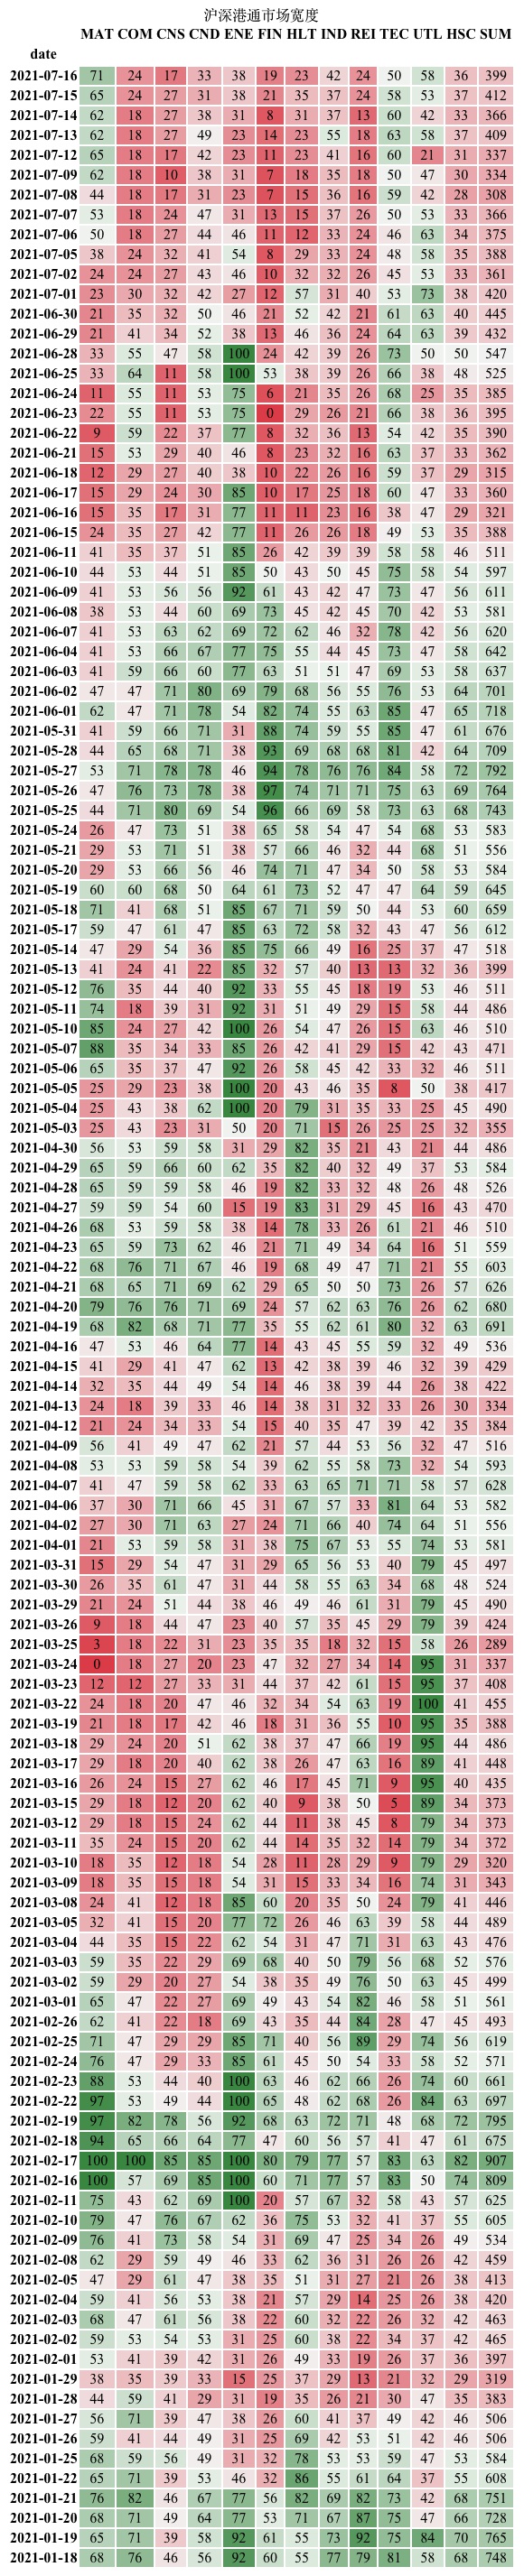 沪深港通市场宽度
MAT COM CNS CND ENE FIN HLT IND REI TEC UTL HSC SUM
date
2021-07-16 71 24 17 33 38 19 23 42 24 50 58 36 399
2021-07-15 65 24 27 31 38 21 35 37 24 58 53 37 412
2021-07-14 62 18 27 38 31 8 31 37 13 60 42 33 366
2021-07-13 62 18 27 49 23 14 23 55 18 63 58 37 409
2021-07-12 65 18 17 42 23 11 23 41 16 60 21 31 337
2021-07-09 62 18 10 38 31 7 18 35 18 50 47 30 334
2021-07-08 44 18 17 31 23 7 15 36 16 59 42 28 308
2021-07-07 53 18 24 47 31 13 15 37 26 50 53 33 366
2021-07-06 50 18 27 44 46 11 12 33 24 46 63 34 375
2021-07-05 38 24 32 41 54 8 29 33 24 48 58 35 388
2021-07-02 24 24 27 43 46 10 32 32 26 45 53 33 361
2021-07-01 23 30 32 42 27 12 57 31 40 53 73 38 420
2021-06-30 21 35 32 50 46 21 52 42 21 61 63 40 445
2021-06-29 21 41 34 52 38 13 46 36 24 64 63 39 432
2021-06-28 33 55 47 58 100 24 42 39 26 73 50 50 547
2021-06-25 33 64 11 58 100 53 38 39 26 66 38 48 525
2021-06-24 11 55 11 53 75 6 21 35 26 68 25 35 385
2021-06-23 22 55 11 53 75 0 29 26 21 66 38 36 395
2021-06-22 9 59 22 37 77 8 32 36 13 54 42 35 390
2021-06-21 15 53 29 40 46 8 23 32 16 63 37 33 362
2021-06-18 12 29 27 40 38 10 22 26 16 59 37 29 315
2021-06-17 15 29 24 30 85 10 17 25 18 60 47 33 360
2021-06-16 15 35 17 31 77 11 11 23 16 38 47 29 321
2021-06-15 24 35 27 42 77 11 26 26 18 49 53 35 388
2021-06-11 41 35 37 51 85 26 42 39 39 58 58 46 511
2021-06-10 44 53 44 51 85 50 43 50 45 75 58 54 597
2021-06-09 41 53 56 56 92 61 43 42 47 73 47 56 611
2021-06-08 38 53 44 60 69 73 45 42 45 70 42 53 581
2021-06-07 41 53 63 62 69 72 62 46 32 78 42 56 620
2021-06-04 41 53 66 67 77 75 55 44 45 73 47 58 642
2021-06-03 41 59 66 60 77 63 51 51 47 69 53 58 637
2021-06-02 47 47 71 80 69 79 68 56 55 76 53 64 701
2021-06-01 62 47 71 78 54 82 74 55 63 85 47 65 718
2021-05-31 41 59 66 71 31 88 74 59 55 85 47 61 676
2021-05-28 44 65 68 71 38 93 69 68 68 81 42 64 709
2021-05-27 53 71 78 78 46 94 78 76 76 84 58 72 792
2021-05-26 47 76 73 78 38 97 74 71 71 75 63 69 764
2021-05-25 44 71 80 69 54 96 66 69 58 73 63 68 743
2021-05-24 26 47 73 51 38 65 58 54 47 54 68 53 583
2021-05-21 29 53 71 51 38 57 66 46 32 44 68 51 556
2021-05-20 29 53 66 56 46 74 71 47 34 50 58 53 584
2021-05-19 60 60 68 50 64 61 73 52 47 47 64 59 645
2021-05-18 71 41 68 51 85 67 71 59 50 44 53 60 659
2021-05-17 59 47 61 47 85 63 72 58 32 43 47 56 612
2021-05-14 47 29 54 36 85 75 66 49 16 25 37 47 518
2021-05-13 41 24 41 22 85 32 57 40 13 13 32 36 399
2021-05-12 76 35 44 40 92 33 55 45 18 19 53 46 511
2021-05-11 74 18 39 31 92 31 51 49 29 15 58 44 486
2021-05-10 85 24 27 42 100 26 54 47 26 15 63 46 510
2021-05-07 88 35 34 33 85 26 42 41 29 15 42 43 471
2021-05-06 65 35 37 47 92 26 58 45 42 33 32 46 511
2021-05-05 25 29 23 38 100 20 43 46 35 8 50 38 417
2021-05-04 25 43 38 62 100 20 79 31 35 33 25 45 490
2021-05-03 25 43 23 31 50 20 71 15 26 25 25 32 355
2021-04-30 56 53 59 58 31 29 82 35 21 43 21 44 486
2021-04-29 65 59 66 60 62 35 82 40 32 49 37 53 584
2021-04-28 65 59 59 58 46 19 82 33 32 48 26 48 526
2021-04-27 59 59 54 60 15 19 83 31 29 45 16 43 470
2021-04-26 68 53 59 58 38 14 78 33 26 61 21 46 510
2021-04-23 65 59 73 62 46 21 71 49 34 64 16 51 559
2021-04-22 68 76 71 67 46 19 68 49 47 71 21 55 603
2021-04-21 68 65 71 69 62 29 65 50 50 73 26 57 626
2021-04-20 79 76 76 71 69 24 57 62 63 76 26 62 680
2021-04-19 68 82 68 71 77 35 55 62 61 80 32 63 691
2021-04-16 47 53 46 64 77 14 43 45 55 59 32 49 536
2021-04-15 41 29 41 47 62 13 42 38 39 46 32 39 429
2021-04-14 32 35 44 49 54 14 46 38 39 44 26 38 422
2021-04-13 24 18 39 33 46 14 38 31 32 33 26 30 334
2021-04-12 21 24 34 33 54 15 40 35 47 39 42 35 384
2021-04-09 56 41 49 47 62 21 57 44 53 56 32 47 516
2021-04-08 53 53 59 58 54 39 62 55 58 73 32 54 593
2021-04-07 41 47 59 58 62 33 63 65 71 71 58 57 628
2021-04-06 37 30 71 66 45 31 67 57 33 81 64 53 582
2021-04-02 27 30 71 63 27 24 71 66 40 74 64 51 556
2021-04-01 21 53 59 58 31 38 75 67 53 55 74 53 581
2021-03-31 15 29 54 47 31 29 65 56 53 40 79 45 497
2021-03-30 26 35 61 47 31 44 58 55 63 34 68 48 524
2021-03-29 21 24 51 44 38 46 49 46 61 31 79 45 490
2021-03-26 9 18 44 47 23 40 57 35 45 29 79 39 424
2021-03-25 3 18 22 31 23 35 35 18 32 15 58 26 289
2021-03-24 0 18 27 20 23 47 32 27 34 14 95 31 337
2021-03-23 12 12 27 33 31 44 37 42 61 15 95 37 408
2021-03-22 24 18 20 47 46 32 34 54 63 19 100 41 455
2021-03-19 21 18 17 42 46 18 31 36 55 10 95 35 388
2021-03-18 29 24 20 51 62 38 37 47 66 19 95 44 486
2021-03-17 29 18 20 40 62 38 26 47 63 16 89 41 448
2021-03-16 26 24 15 27 62 46 17 45 71 9 95 40 435
2021-03-15 29 18 12 20 62 42 9 38 50 5 89 34 373
2021-03-12 29 18 15 24 62 44 11 38 45 8 79 34 373
2021-03-11 35 24 15 20 62 44 14 35 32 14 79 34 372
2021-03-10 18 35 12 18 54 28 11 28 29 9 79 29 320
2021-03-09 18 35 15 18 54 31 15 33 34 16 74 31 343
2021-03-08 24 41 12 18 85 60 20 35 50 24 79 41 446
2021-03-05 32 41 15 20 77 72 26 46 63 39 58 44 489
2021-03-04 44 35 15 22 62 54 31 47 71 31 63 43 476
2021-03-03 59 35 22 29 69 68 40 50 79 56 68 52 576
2021-03-02 59 29 20 27 54 38 35 49 76 50 63 45 499
2021-03-01 65 47 22 27 69 49 43 54 82 46 58 51 561
2021-02-26 62 41 22 18 69 43 35 44 84 28 47 45 493
2021-02-25 71 47 29 29 85 71 40 56 89 29 74 56 619
2021-02-24 76 47 29 33 85 61 45 50 54 33 58 52 571
2021-02-23 88 53 44 40 100 63 46 62 66 26 74 60 661
2021-02-22 97 53 49 44 100 65 48 62 68 26 84 63 697
2021-02-19 97 82 78 56 92 68 63 72 71 48 68 72 795
2021-02-18 94 65 66 64 77 47 60 56 57 41 47 61 675
2021-02-17 100 100 85 85 100 80 79 77 57 83 63 82 907
2021-02-16 100 57 69 85 100 60 71 77 57 83 50 74 809
2021-02-11 75 43 62 69 100 20 57 67 32 58 43 57 625
2021-02-10 79 47 76 67 62 36 75 53 32 41 37 55 605
2021-02-09 76 41 73 58 54 31 69 47 25 34 26 49 534
2021-02-08 62 29 59 49 46 33 62 36 31 26 26 42 459
2021-02-05 47 29 61 47 38 35 51 31 27 21 26 38 413
2021-02-04 59 41 56 53 38 21 57 29 14 25 26 38 420
2021-02-03 68 47 61 56 38 22 60 32 22 26 32 42 463
2021-02-02 59 53 54 53 31 25 60 38 22 34 37 42 465
2021-02-01 53 41 39 42 31 26 49 33 19 26 37 36 397
2021-01-29 38 35 39 33 15 25 37 29 13 21 32 29 319
2021-01-28 44 59 41 29 31 19 35 26 21 30 47 35 383
2021-01-27 56 71 39 47 38 26 60 41 37 49 42 46 506
2021-01-26 59 41 44 49 31 25 69 42 53 51 42 46 506
2021-01-25 68 59 56 49 31 32 78 53 53 59 47 53 584
2021-01-22 65 71 39 53 46 32 86 55 61 64 37 55 608
2021-01-21 76 82 46 67 77 56 82 69 82 73 42 68 751
2021-01-20 68 71 49 64 77 53 71 67 87 75 47 66 728
2021-01-19 65 71 39 58 92 61 55 73 92 75 84 70 765
2021-01-18 68 76 46 56 92 60 55 77 79 81 58 68 748